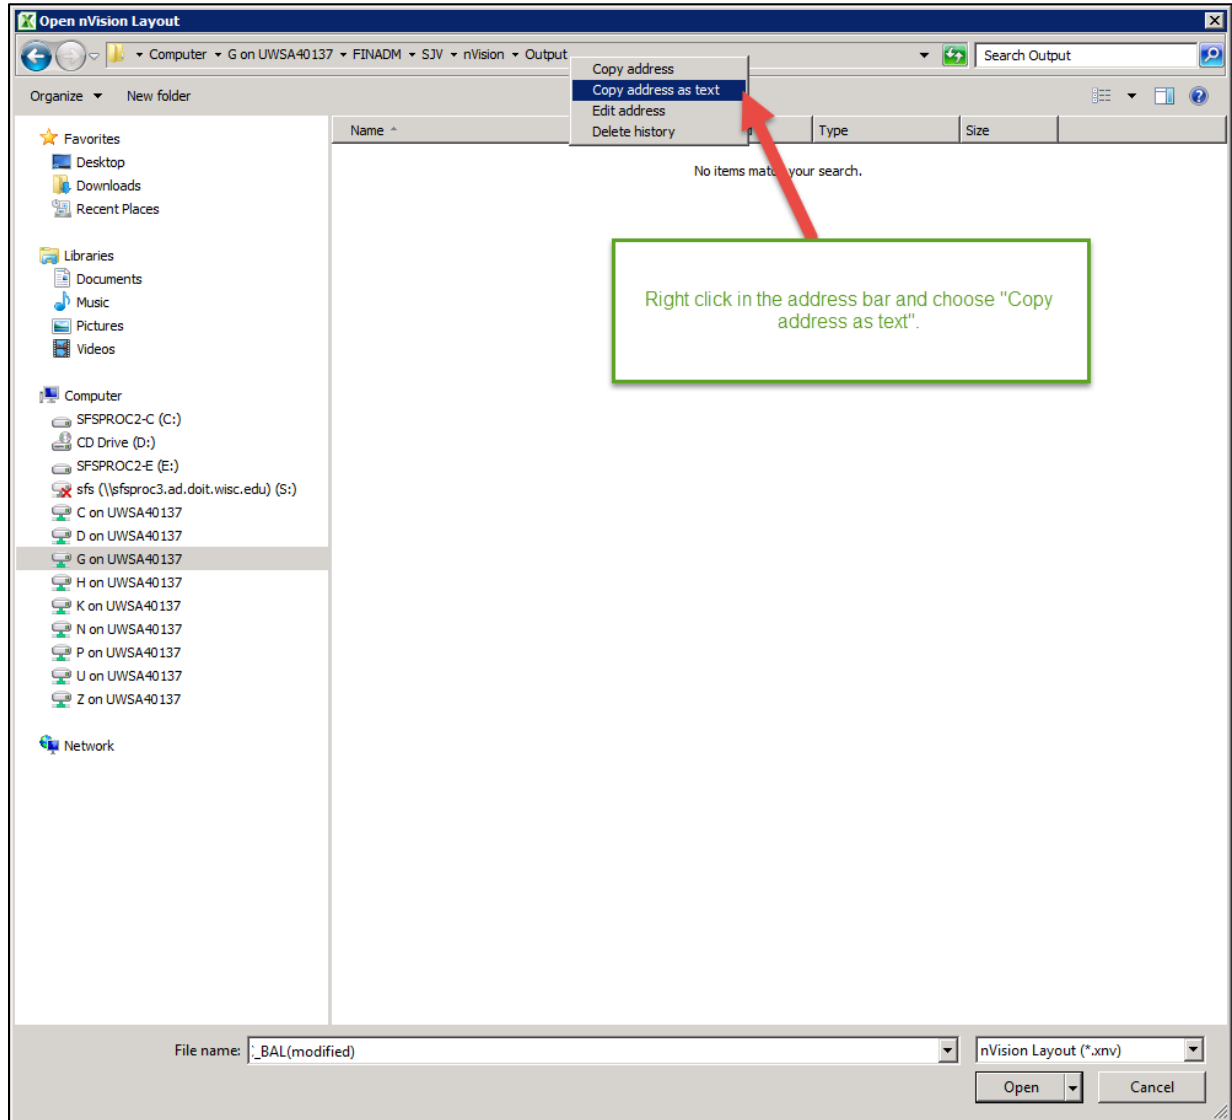 Open nVision Layout
Computer G on UWSA40137 FINADM SJV nVision Output
Search Output
Copy address
Copy address as text
Edit address
Delete history
Organize New folder
Name Type Size
No items match your search.
Favorites
Desktop
Downloads
Recent Places
Libraries
Documents
Music
Pictures
Videos
Right click in the address bar and choose "Copy
address as text".
Computer
SFSPROC2-C (C:)
CD Drive (D:)
SFSPROC2-E (E:)
sfs (\\sfsproc3.ad.doit.wisc.edu) (S:)
C on UWSA40137
D on UWSA40137
G on UWSA40137
H on UWSA40137
K on UWSA40137
N on UWSA40137
P on UWSA40137
U on UWSA40137
Z on UWSA40137
Network
File name: _BAL(modified)
nVision Layout (*.xnv)
Open Cancel